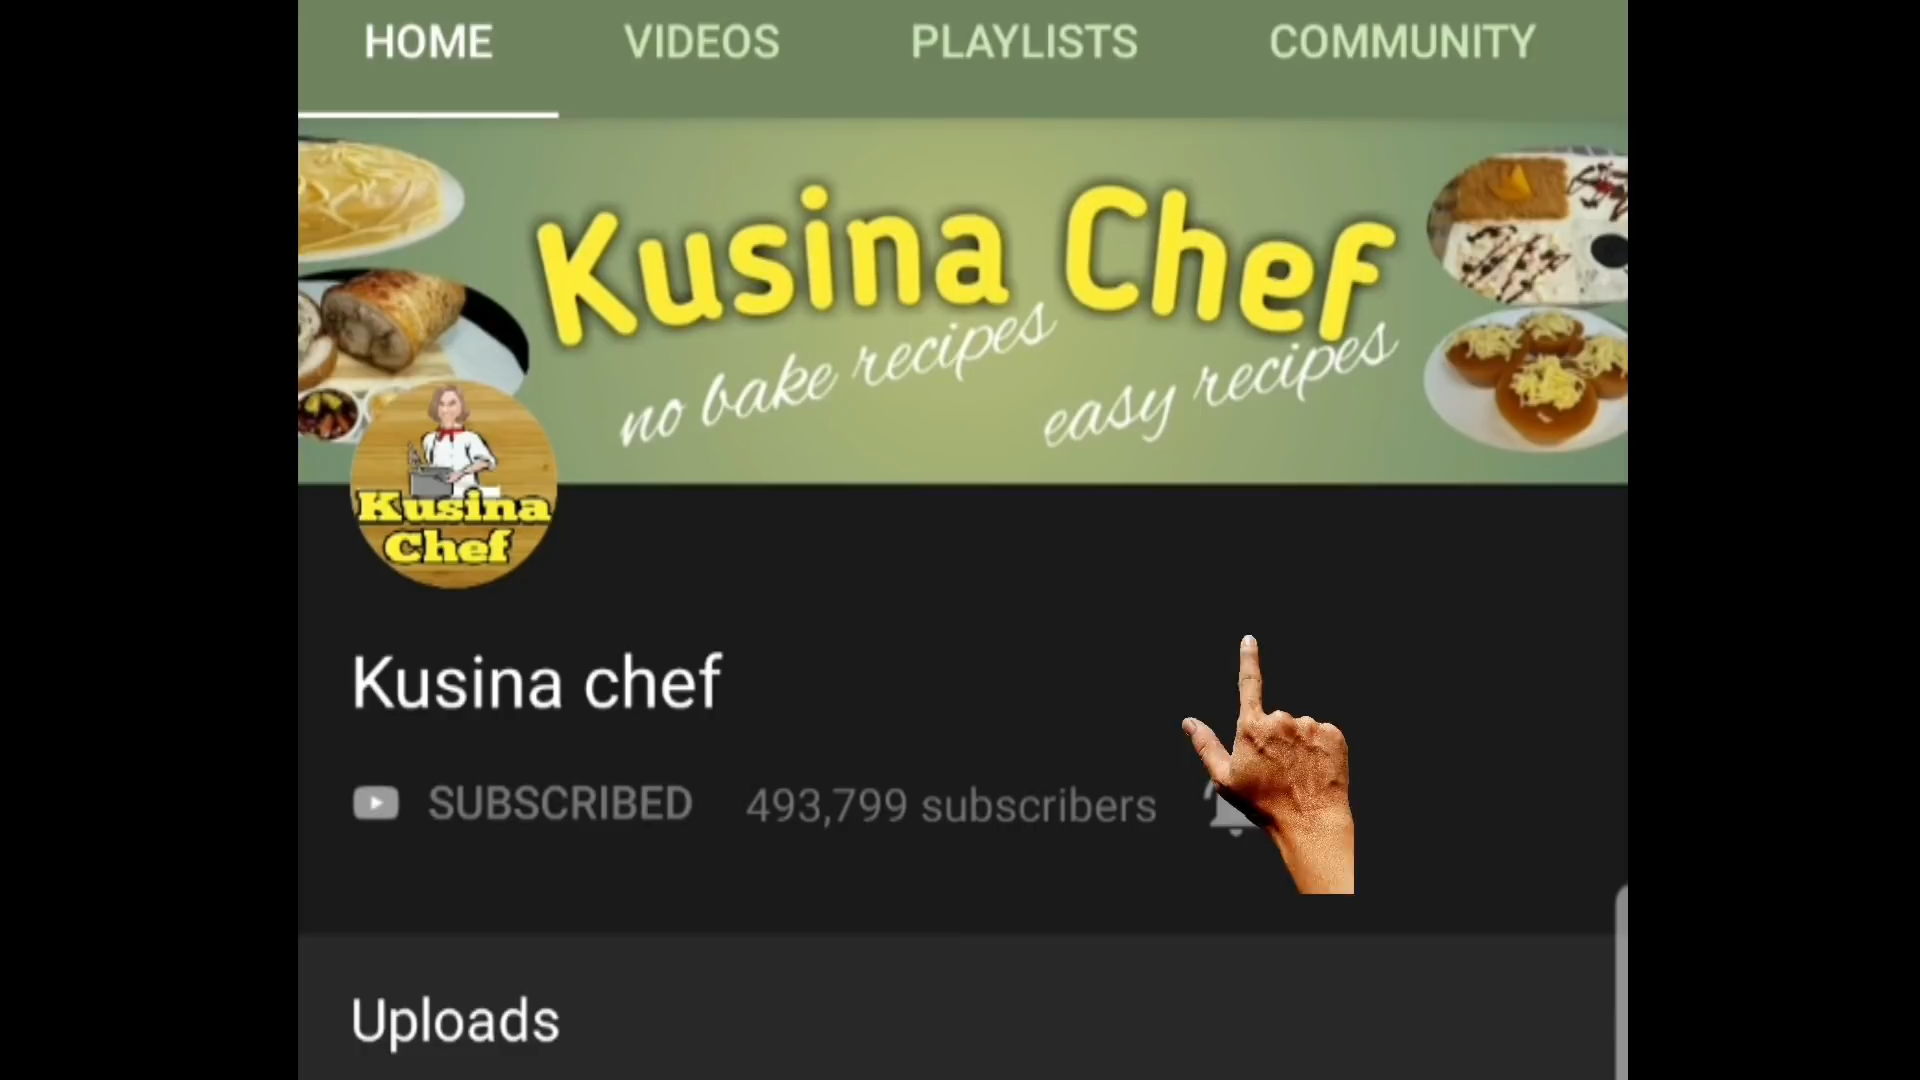 HOME VIDEOS PLAYLISTS COMMUNITY
Kusina Chef
no bake recipes easy recipes
Kusina
Chef
Kusina chef
SUBSCRIBED 493,799 subscribers
Uploads